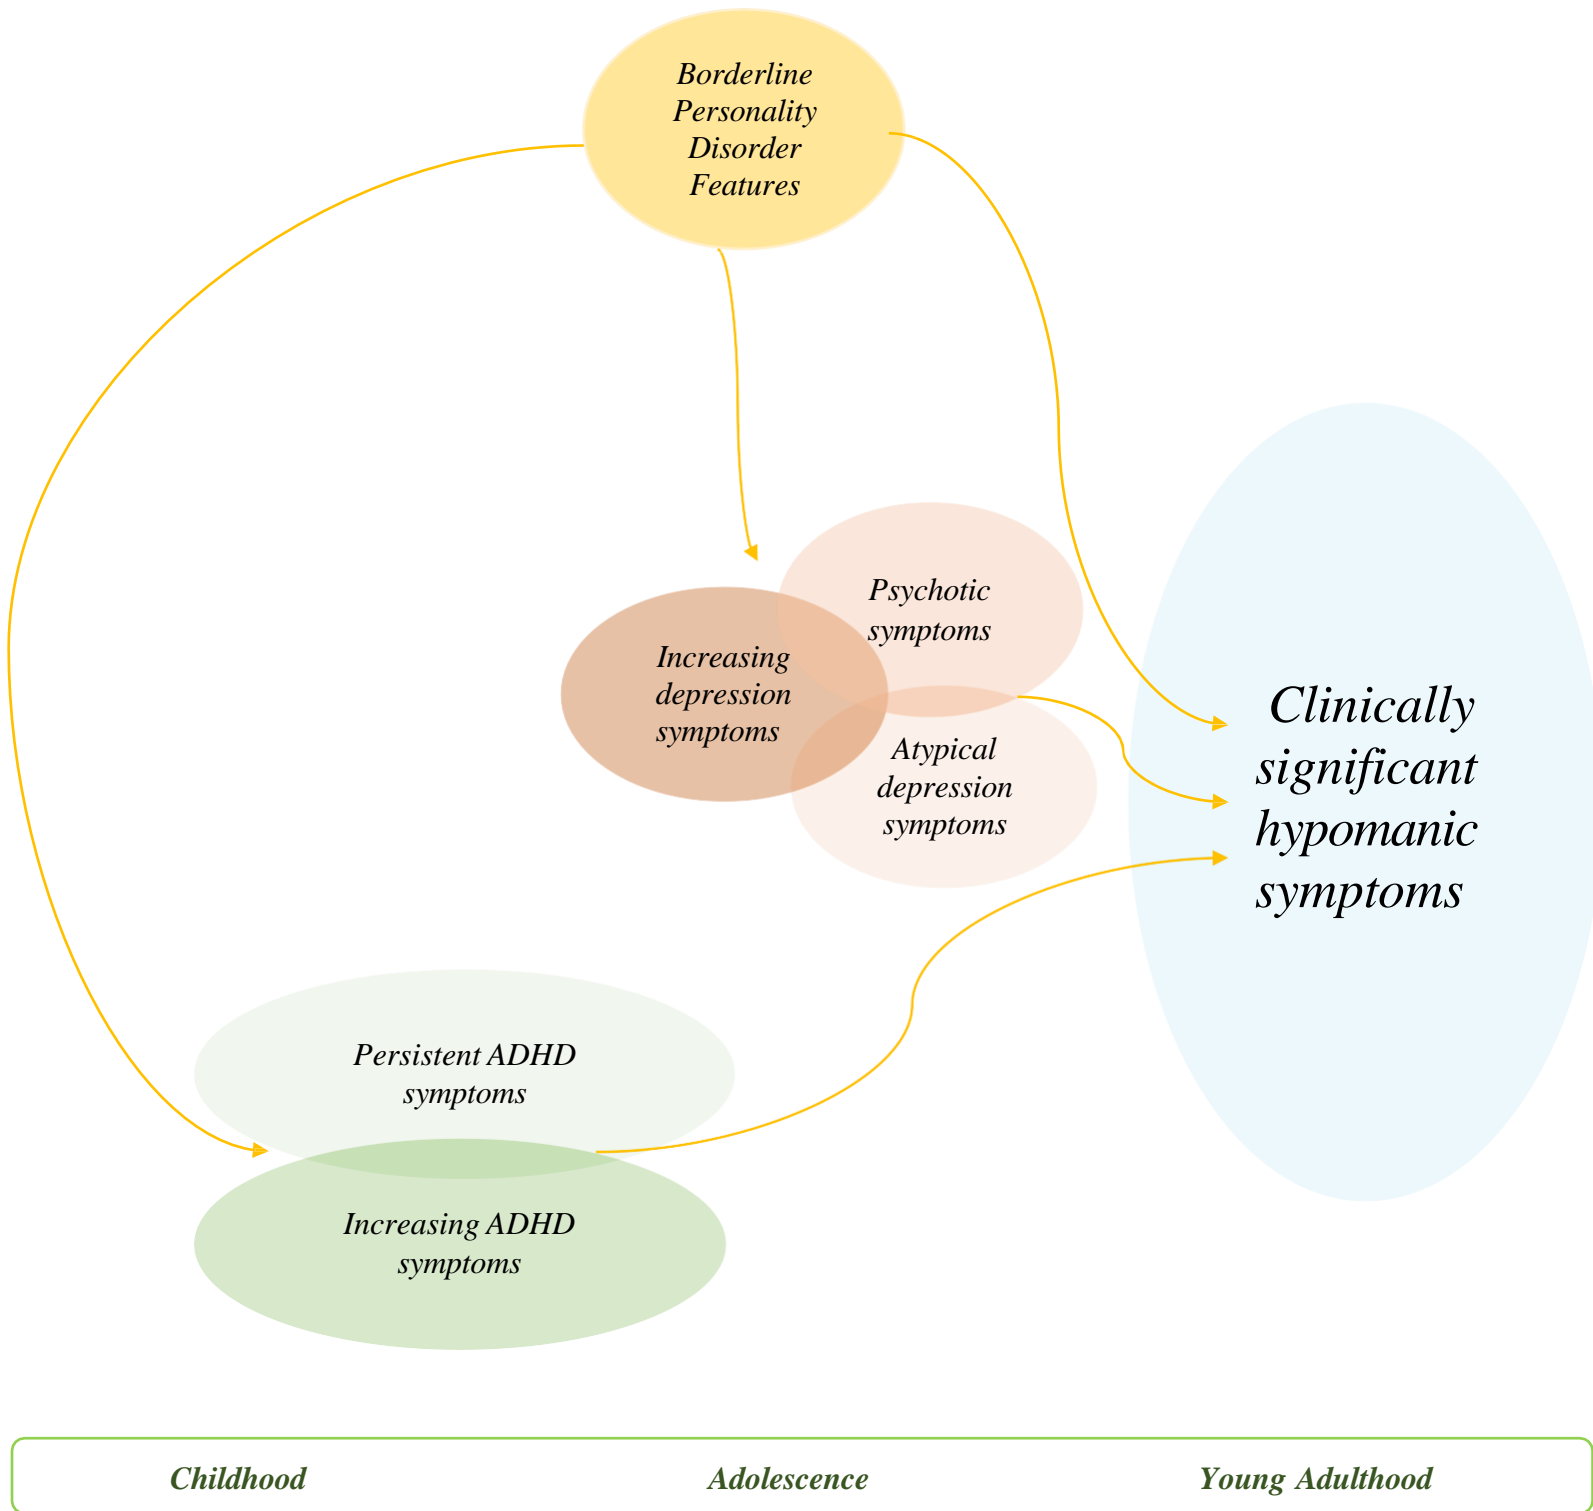 Borderline
Personality
Disorder
Features
Psychotic
symptoms
Increasing
depression
symptoms
Atypical
depression
symptoms
Clinically
significant
hypomanic
symptoms
Persistent ADHD
symptoms
Increasing ADHD
symptoms
Childhood Adolescence Young Adulthood